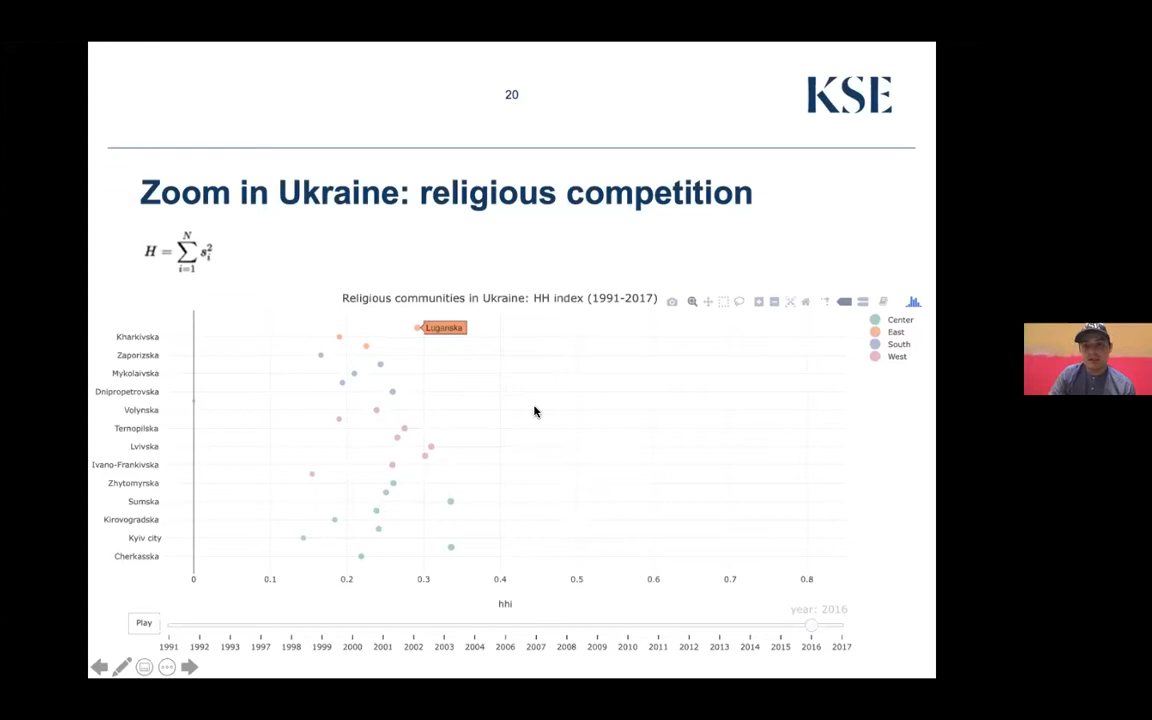 20
KSE
Zoom in Ukraine: religious competition
H = ∑ s_i^2
N
i=1
Religious communities in Ukraine: HH index (1991-2017)
Center
East
South
West
Luganska
Kharkivska
Zaporizska
Mykolaivska
Dnipropetrovska
Volynska
Ternopilska
Lvivska
Ivano-Frankivska
Zhytomyrska
Sumska
Kirovogradska
Kyiv city
Cherkasska
0 0.1 0.2 0.3 0.4 0.5 0.6 0.7 0.8
hhi
year: 2016
Play
1991 1992 1993 1997 1998 1999 2000 2001 2002 2003 2004 2006 2007 2008 2010 2011 2012 2013 2014 2015 2016 2017